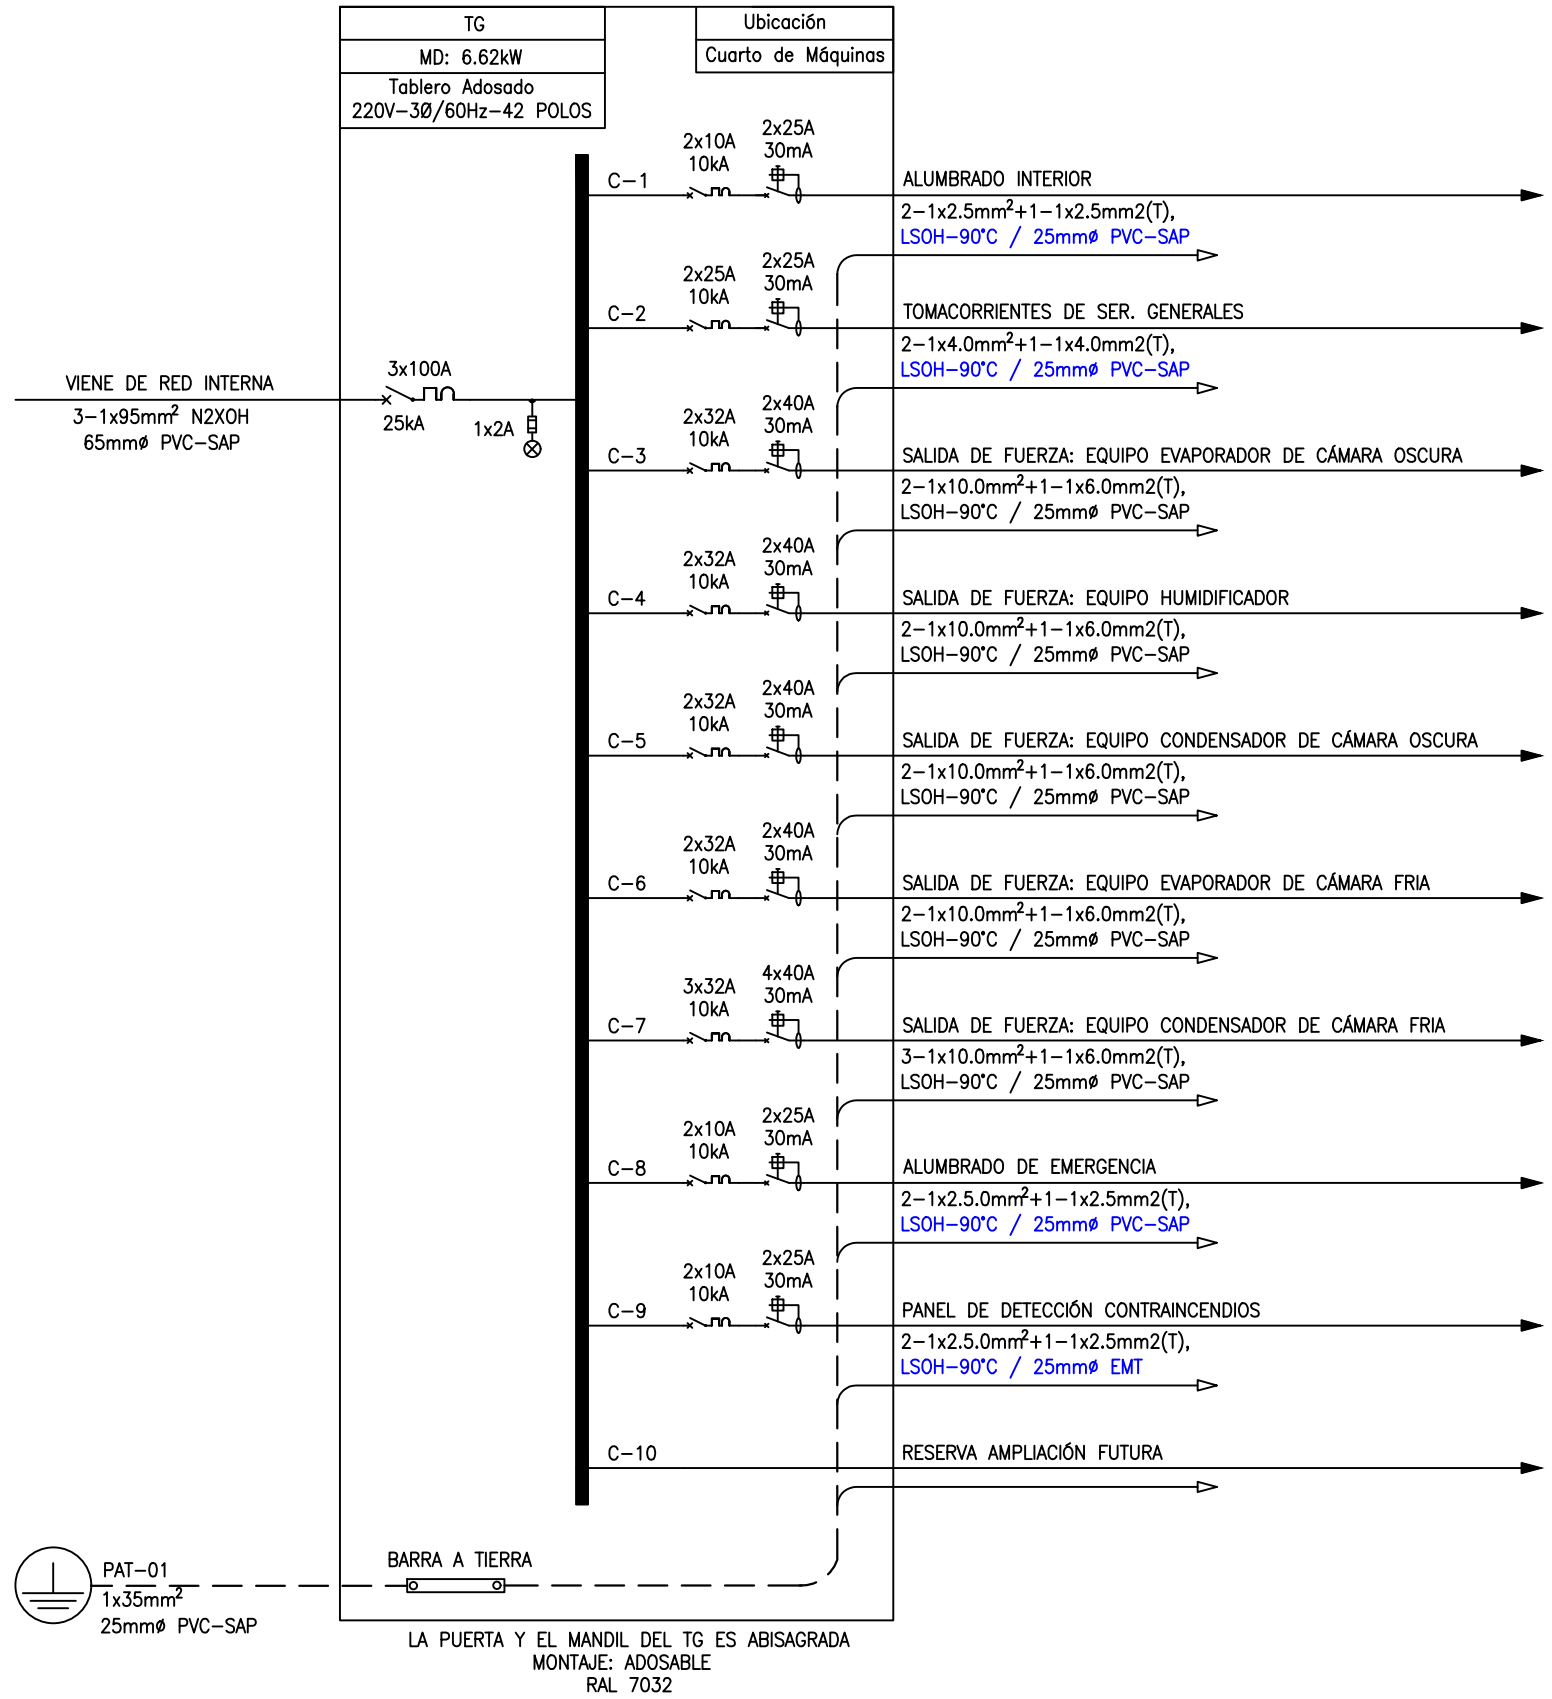 TG
MD: 6.62kW
Tablero Adosado
220V-3Ø/60Hz-42 POLOS
Ubicación
Cuarto de Máquinas
VIENE DE RED INTERNA
3-1x95mm² N2XOH
65mmø PVC-SAP
3x100A
25kA
1x2A
C-1
2x10A
10kA
2x25A
30mA
ALUMBRADO INTERIOR
2-1x2.5mm²+1-1x2.5mm2(T),
LSOH-90°C / 25mmø PVC-SAP
C-2
2x25A
10kA
2x25A
30mA
TOMACORRIENTES DE SER. GENERALES
2-1x4.0mm²+1-1x4.0mm2(T),
LSOH-90°C / 25mmø PVC-SAP
C-3
2x32A
10kA
2x40A
30mA
SALIDA DE FUERZA: EQUIPO EVAPORADOR DE CÁMARA OSCURA
2-1x10.0mm²+1-1x6.0mm2(T),
LSOH-90°C / 25mmø PVC-SAP
C-4
2x32A
10kA
2x40A
30mA
SALIDA DE FUERZA: EQUIPO HUMIDIFICADOR
2-1x10.0mm²+1-1x6.0mm2(T),
LSOH-90°C / 25mmø PVC-SAP
C-5
2x32A
10kA
2x40A
30mA
SALIDA DE FUERZA: EQUIPO CONDENSADOR DE CÁMARA OSCURA
2-1x10.0mm²+1-1x6.0mm2(T),
LSOH-90°C / 25mmø PVC-SAP
C-6
2x32A
10kA
2x40A
30mA
SALIDA DE FUERZA: EQUIPO EVAPORADOR DE CÁMARA FRIA
2-1x10.0mm²+1-1x6.0mm2(T),
LSOH-90°C / 25mmø PVC-SAP
C-7
3x32A
10kA
4x40A
30mA
SALIDA DE FUERZA: EQUIPO CONDENSADOR DE CÁMARA FRIA
3-1x10.0mm²+1-1x6.0mm2(T),
LSOH-90°C / 25mmø PVC-SAP
C-8
2x10A
10kA
2x25A
30mA
ALUMBRADO DE EMERGENCIA
2-1x2.5.0mm²+1-1x2.5mm2(T),
LSOH-90°C / 25mmø PVC-SAP
C-9
2x10A
10kA
2x25A
30mA
PANEL DE DETECCIÓN CONTRAINCENDIOS
2-1x2.5.0mm²+1-1x2.5mm2(T),
LSOH-90°C / 25mmø EMT
C-10
RESERVA AMPLIACIÓN FUTURA
BARRA A TIERRA
PAT-01
1x35mm²
25mmø PVC-SAP
LA PUERTA Y EL MANDIL DEL TG ES ABISAGRADA
MONTAJE: ADOSABLE
RAL 7032